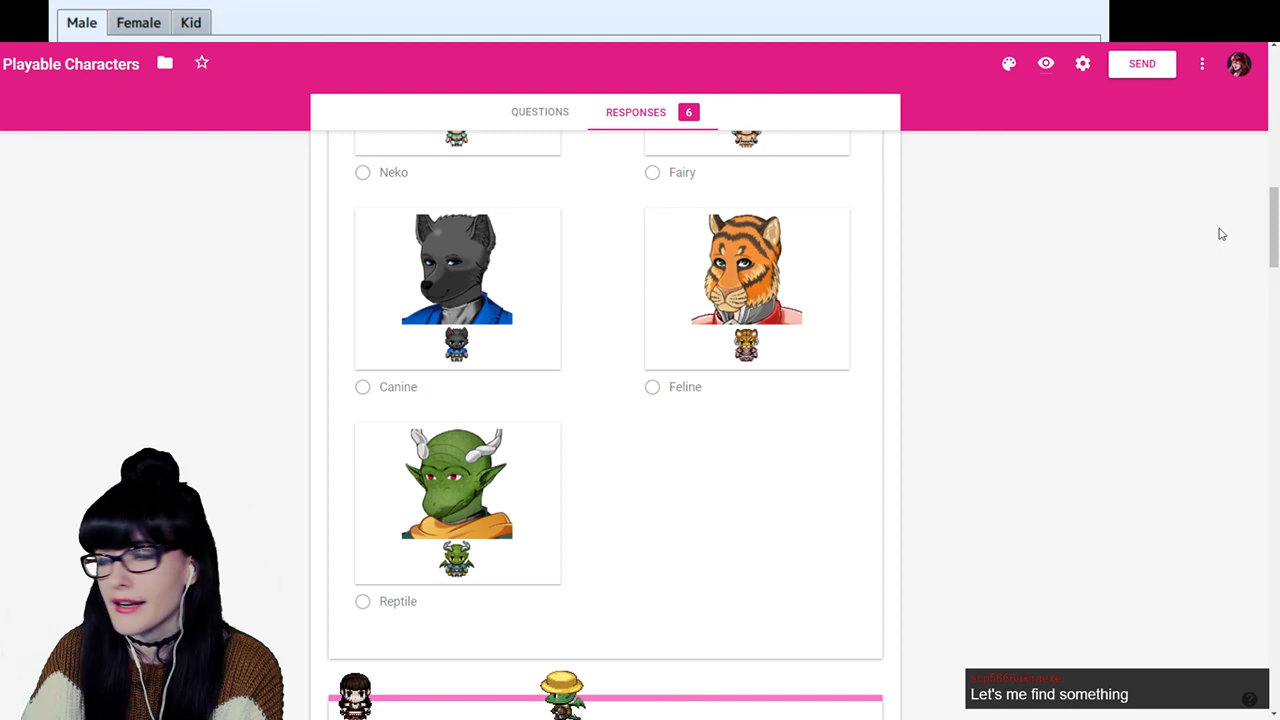 Male Female Kid
Playable Characters SEND
QUESTIONS RESPONSES 6
Neko Fairy
Canine Feline
Reptile
Let's me find something